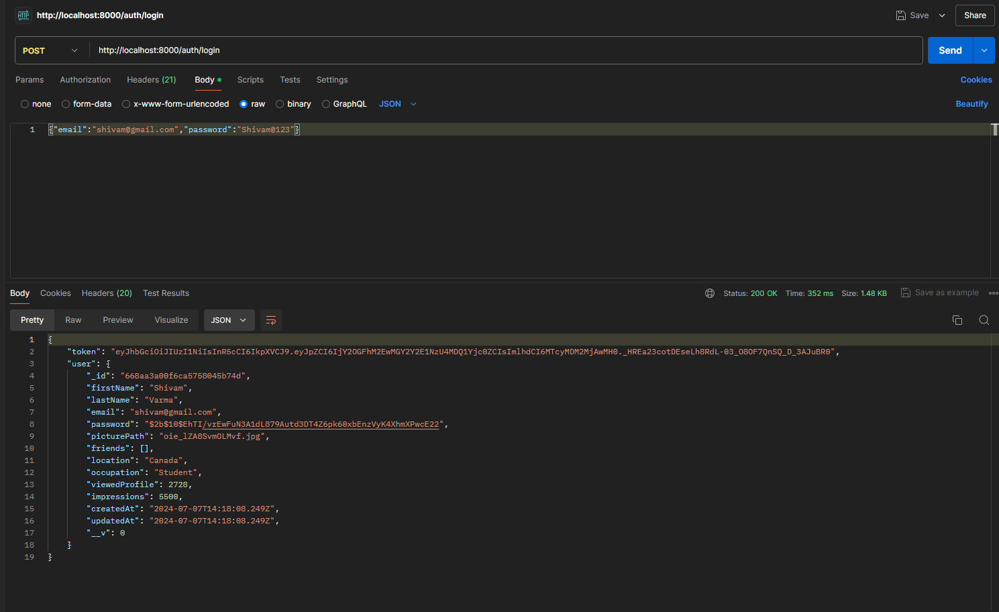 HTTP http://localhost:8000/auth/login Save Share
POST http://localhost:8000/auth/login Send
Params Authorization Headers (21) Body Scripts Tests Settings Cookies
none form-data x-www-form-urlencoded raw binary GraphQL JSON Beautify
1 {"email":"shivam@gmail.com","password":"Shivam@123"}
Body Cookies Headers (20) Test Results Status: 200 OK Time: 352 ms Size: 1.48 KB Save as example
Pretty Raw Preview Visualize JSON
1 {
2 "token": "eyJhbGciOiJIUzI1NiIsInR5cCI6IkpXVCJ9.eyJpZCI6IjY2OGFhM2EwMGY2Y2E1NzU4MDQ1Yjc0ZCIsImlhdCI6MTcyMDM2MjAwMH0._HREa23cotDEseLh8RdL-03_O8OF7QnSQ_D_3AJuBR0",
3 "user": {
4 "_id": "668aa3a00f6ca5758045b74d",
5 "firstName": "Shivam",
6 "lastName": "Varma",
7 "email": "shivam@gmail.com",
8 "password": "$2b$10$EhTI/vrEwFuN3A1dL879Autd3DT4Z6pk60xbEnzVyK4XhmXPwcE22",
9 "picturePath": "oie_lZA8SvmOLMvf.jpg",
10 "friends": [],
11 "location": "Canada",
12 "occupation": "Student",
13 "viewedProfile": 2728,
14 "impressions": 5500,
15 "createdAt": "2024-07-07T14:18:08.249Z",
16 "updatedAt": "2024-07-07T14:18:08.249Z",
17 "__v": 0
18 }
19 }